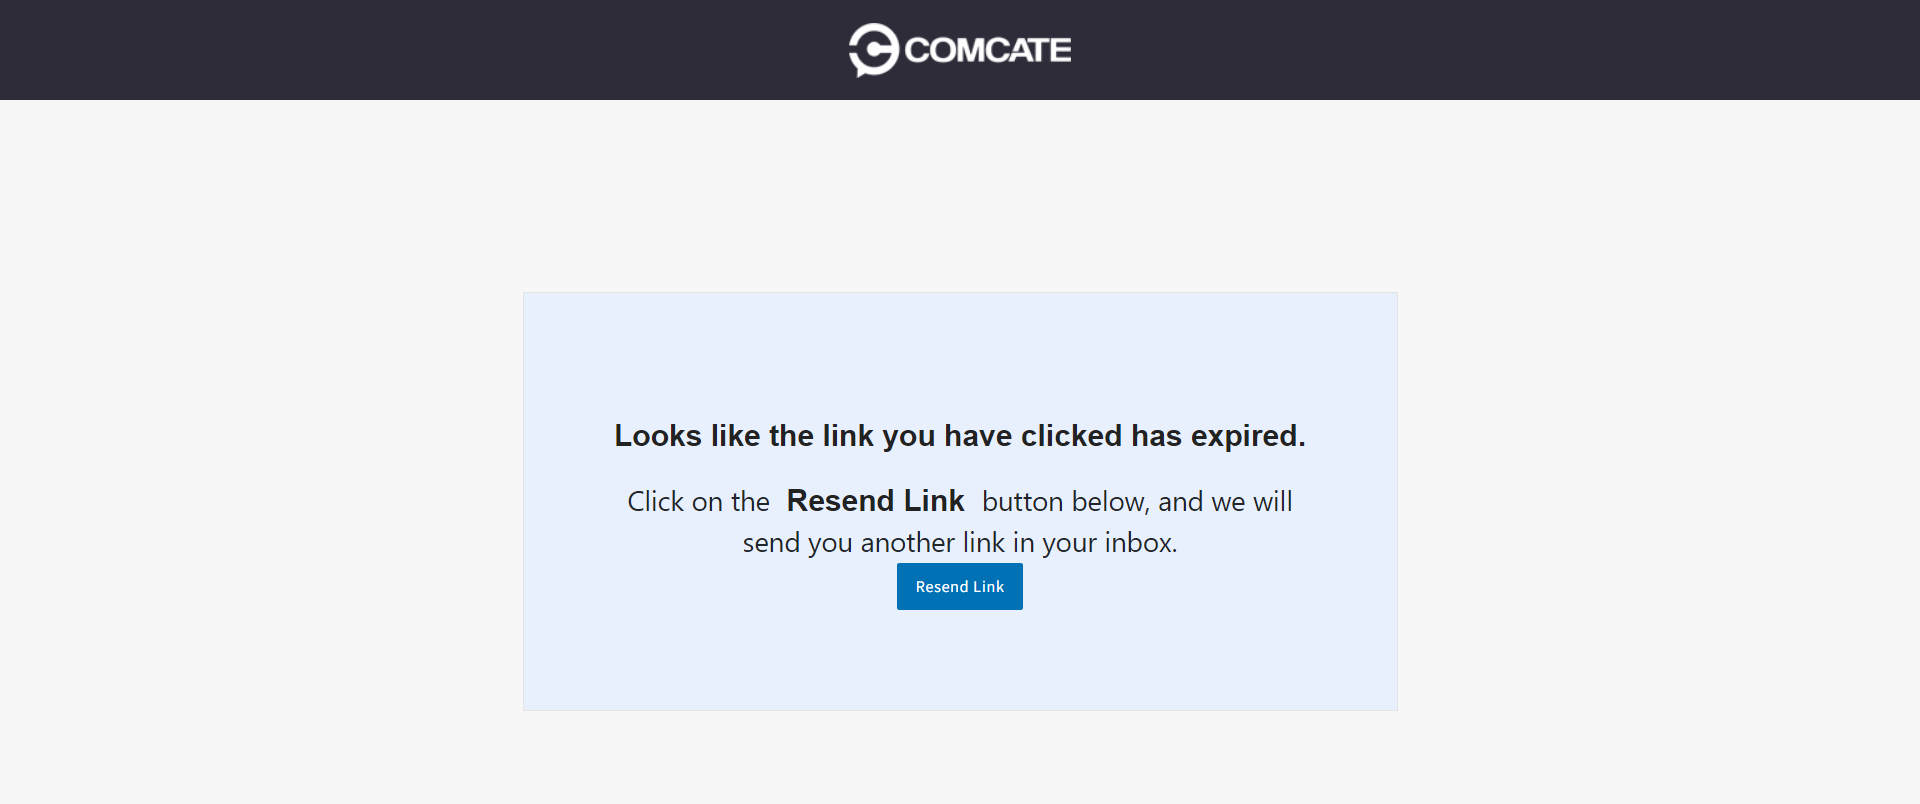 COMCATE
Looks like the link you have clicked has expired.
Click on the Resend Link button below, and we will
send you another link in your inbox.
Resend Link